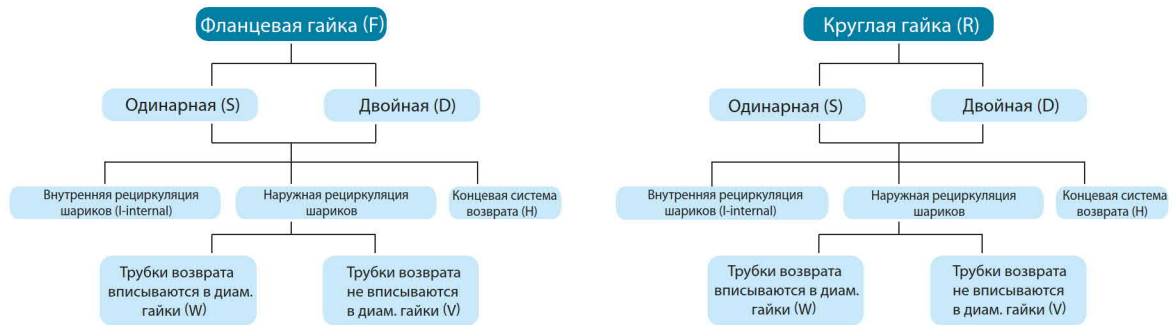 Фланцевая гайка (F)
Одинарная (S)
Двойная (D)
Внутренняя рециркуляция
шариков (I-internal)
Наружная рециркуляция
шариков
Концевая система
возврата (H)
Трубки возврата
вписываются в диам.
гайки (W)
Трубки возврата
не вписываются
в диам. гайки (V)
Круглая гайка (R)
Одинарная (S)
Двойная (D)
Внутренняя рециркуляция
шариков (I-internal)
Наружная рециркуляция
шариков
Концевая система
возврата (H)
Трубки возврата
вписываются в диам.
гайки (W)
Трубки возврата
не вписываются
в диам. гайки (V)